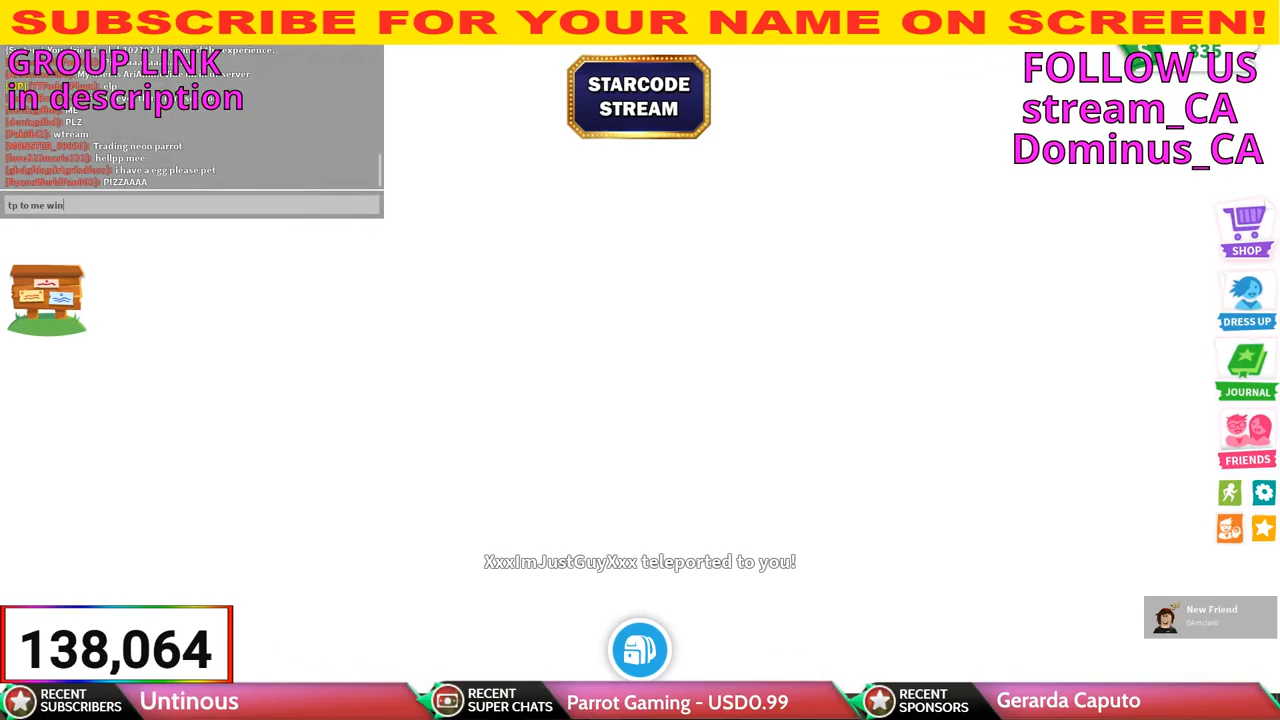 SUBSCRIBE FOR YOUR NAME ON SCREEN!
GROUP LINK
in description
server
elp
PLZ
wtream
Trading neon parrot
hellpp mee
i have a egg please pet
PIZZAAAA
tp to me win
STARCODE
STREAM
835
FOLLOW US
stream_CA
Dominus_CA
SHOP
DRESS UP
JOURNAL
FRIENDS
XxxImJustGuyXxx teleported to you!
New Friend
138,064
RECENT
SUBSCRIBERS
Untinous
RECENT
SUPER CHATS
Parrot Gaming - USD0.99
RECENT
SPONSORS
Gerarda Caputo